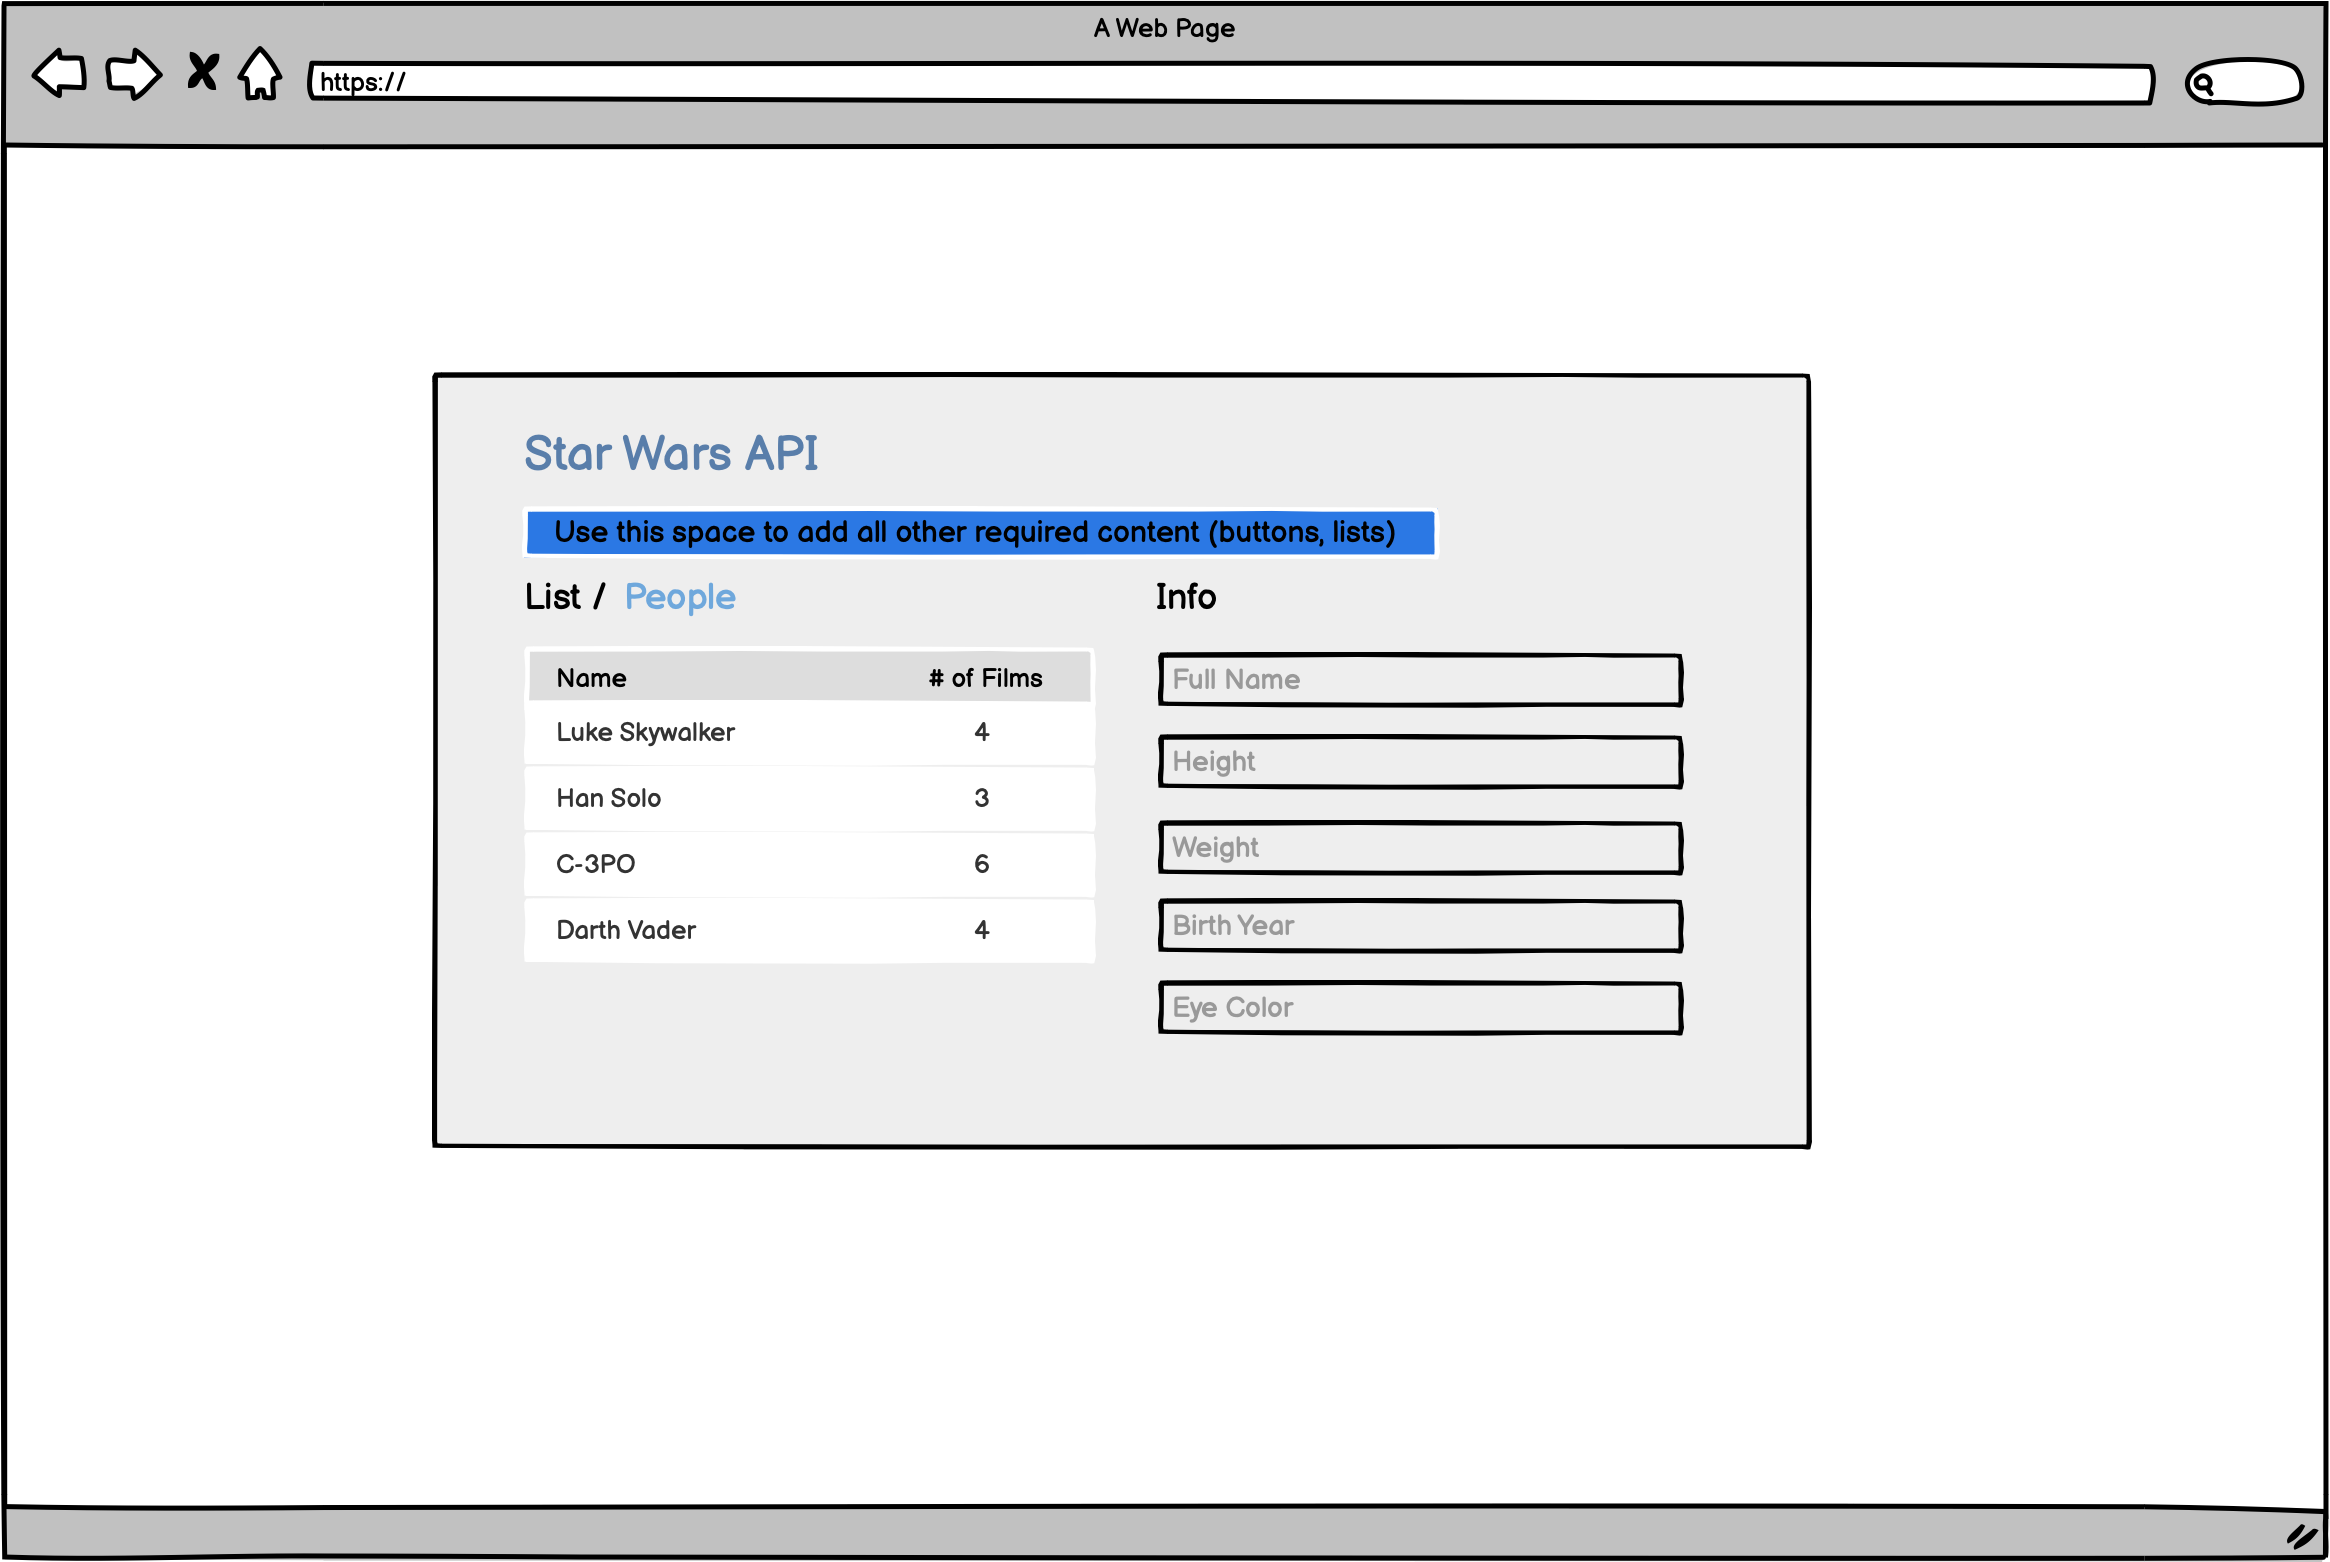 A Web Page
https://
Star Wars API
Use this space to add all other required content (buttons, lists)
List / People
Info
Name # of Films
Luke Skywalker 4
Han Solo 3
C-3PO 6
Darth Vader 4
Full Name
Height
Weight
Birth Year
Eye Color